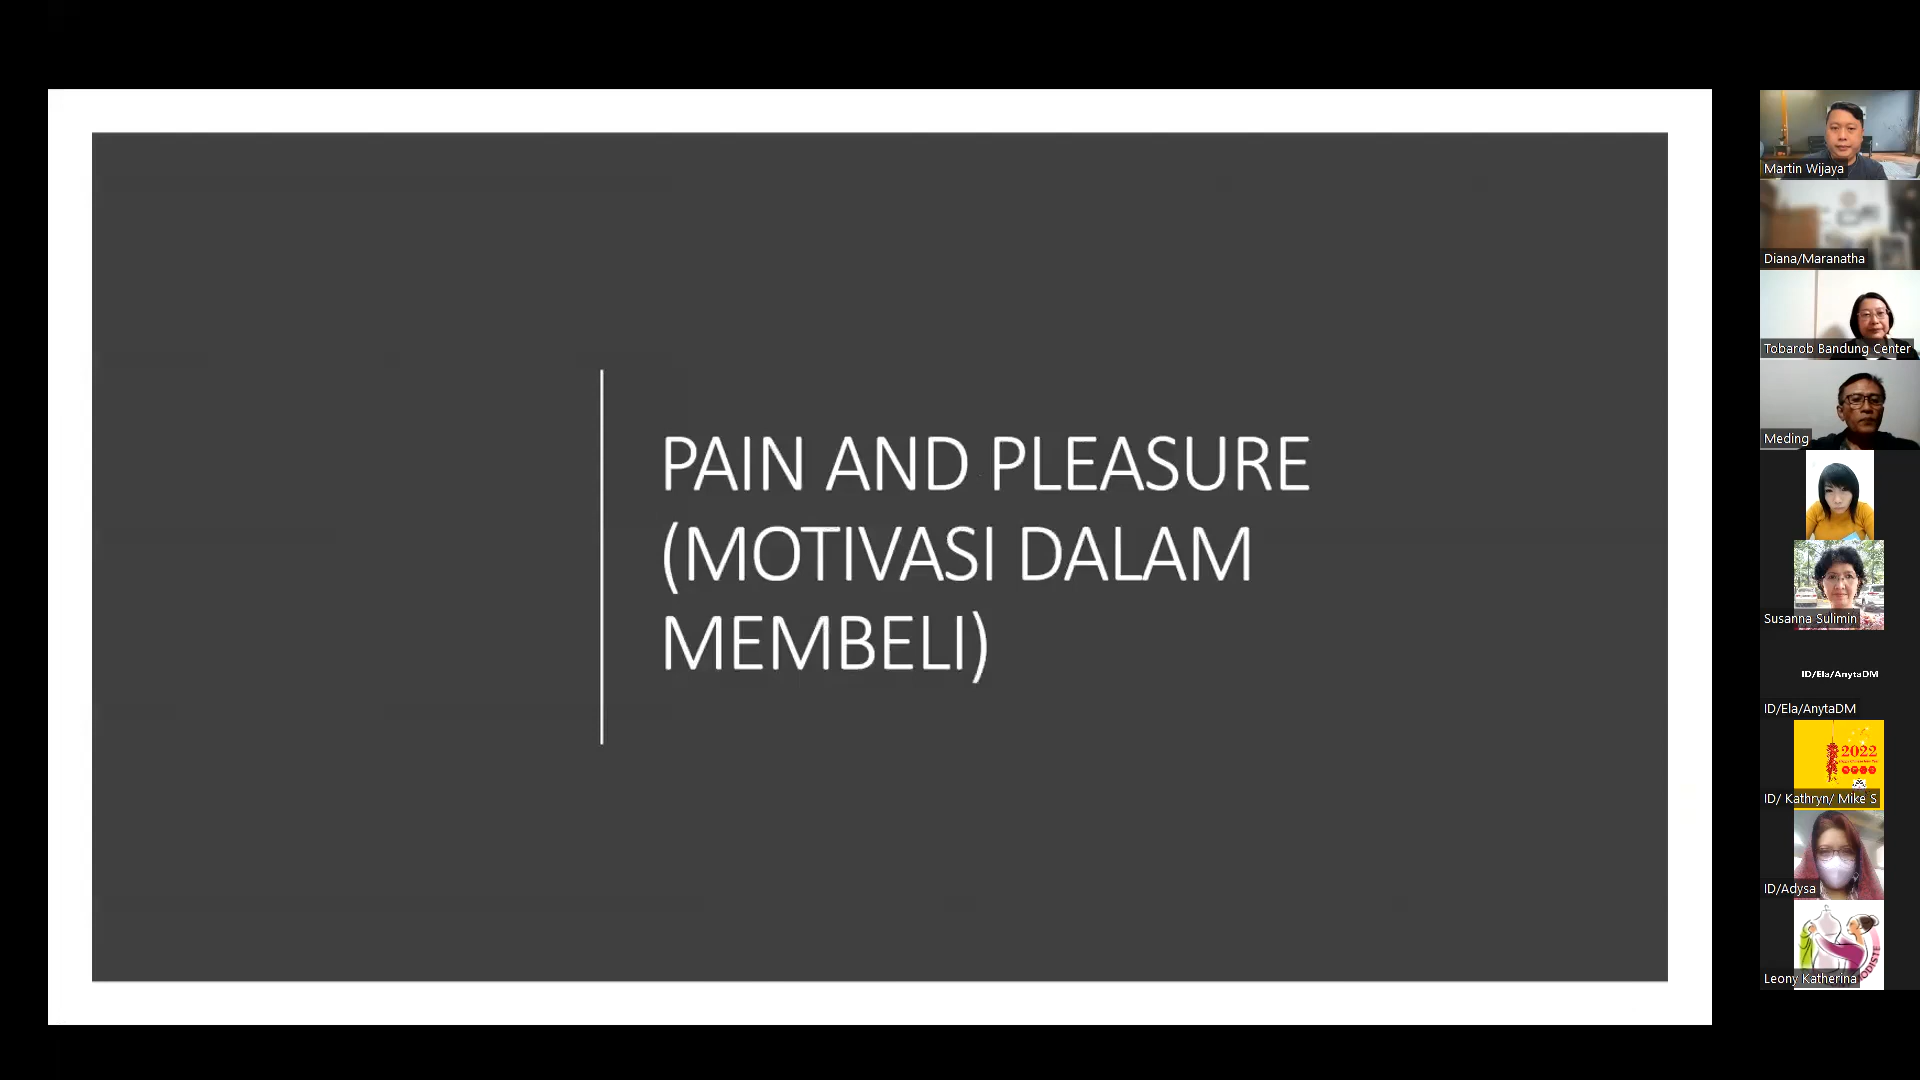 PAIN AND PLEASURE
(MOTIVASI DALAM
MEMBELI)
Martin Wijaya
Diana/Maranatha
Tobarob Bandung Center
Meding
Susanna Sulimin
ID/Ela/AnytaDM
ID/Ela/AnytaDM
2022
ID/ Kathryn/ Mike S
ID/Adysa
Leony Katherina